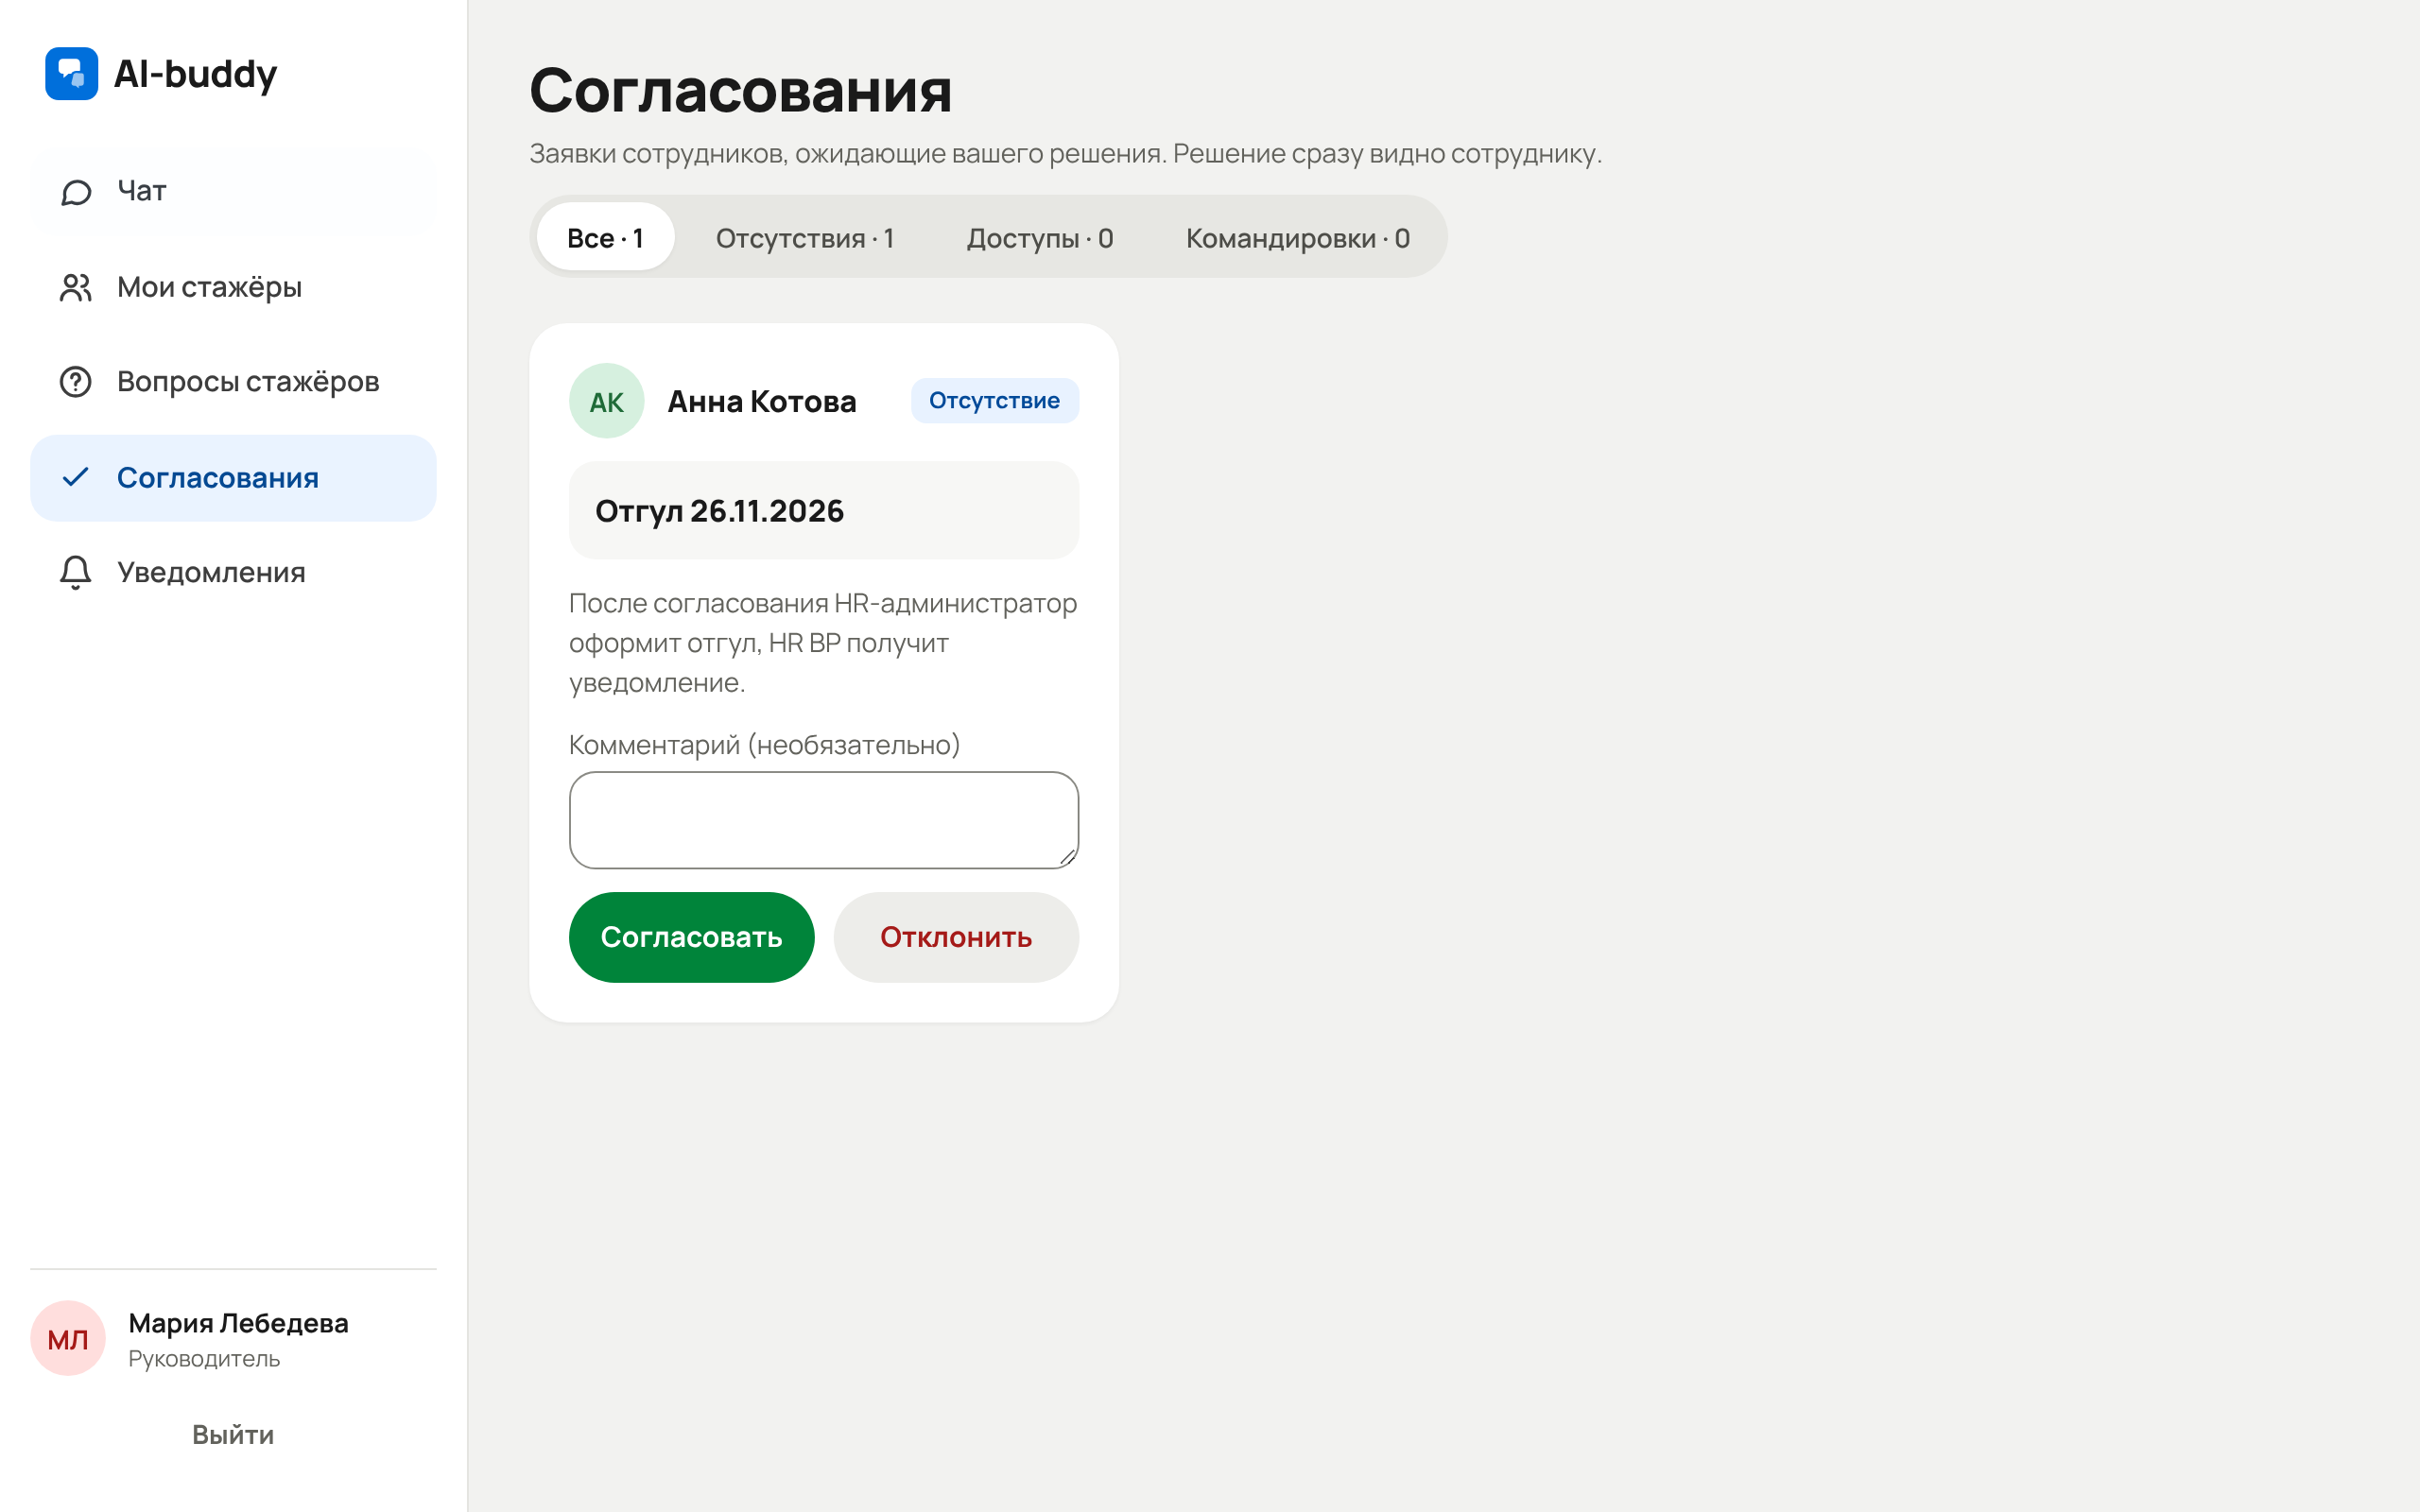 AI-buddy
Чат
Мои стажёры
Вопросы стажёров
Согласования
Уведомления
МЛ
Мария Лебедева
Руководитель
Выйти
Согласования
Заявки сотрудников, ожидающие вашего решения. Решение сразу видно сотруднику.
Все · 1
Отсутствия · 1
Доступы · 0
Командировки · 0
АК
Анна Котова
Отсутствие
Отгул 26.11.2026
После согласования HR-администратор
оформит отгул, HR BP получит
уведомление.
Комментарий (необязательно)
Согласовать
Отклонить